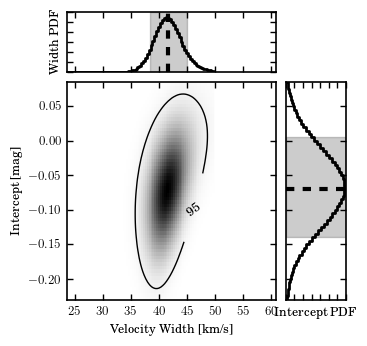 Width PDF
0.05
0.00
−0.05
−0.10
−0.15
−0.20
Intercept [mag]
95
25 30 35 40 45 50 55 60
Velocity Width [km/s]
Intercept PDF